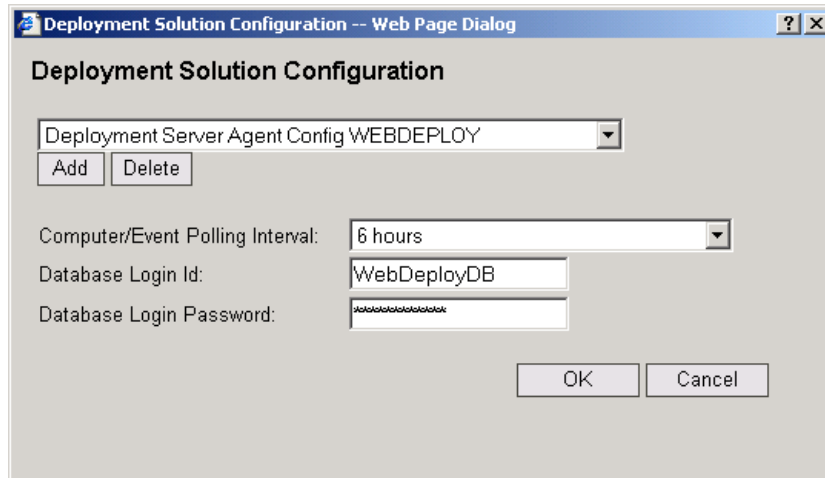 Deployment Solution Configuration -- Web Page Dialog
Deployment Solution Configuration
Deployment Server Agent Config WEBDEPLOY
Add Delete
Computer/Event Polling Interval: 6 hours
Database Login Id: WebDeployDB
Database Login Password: *************
OK Cancel